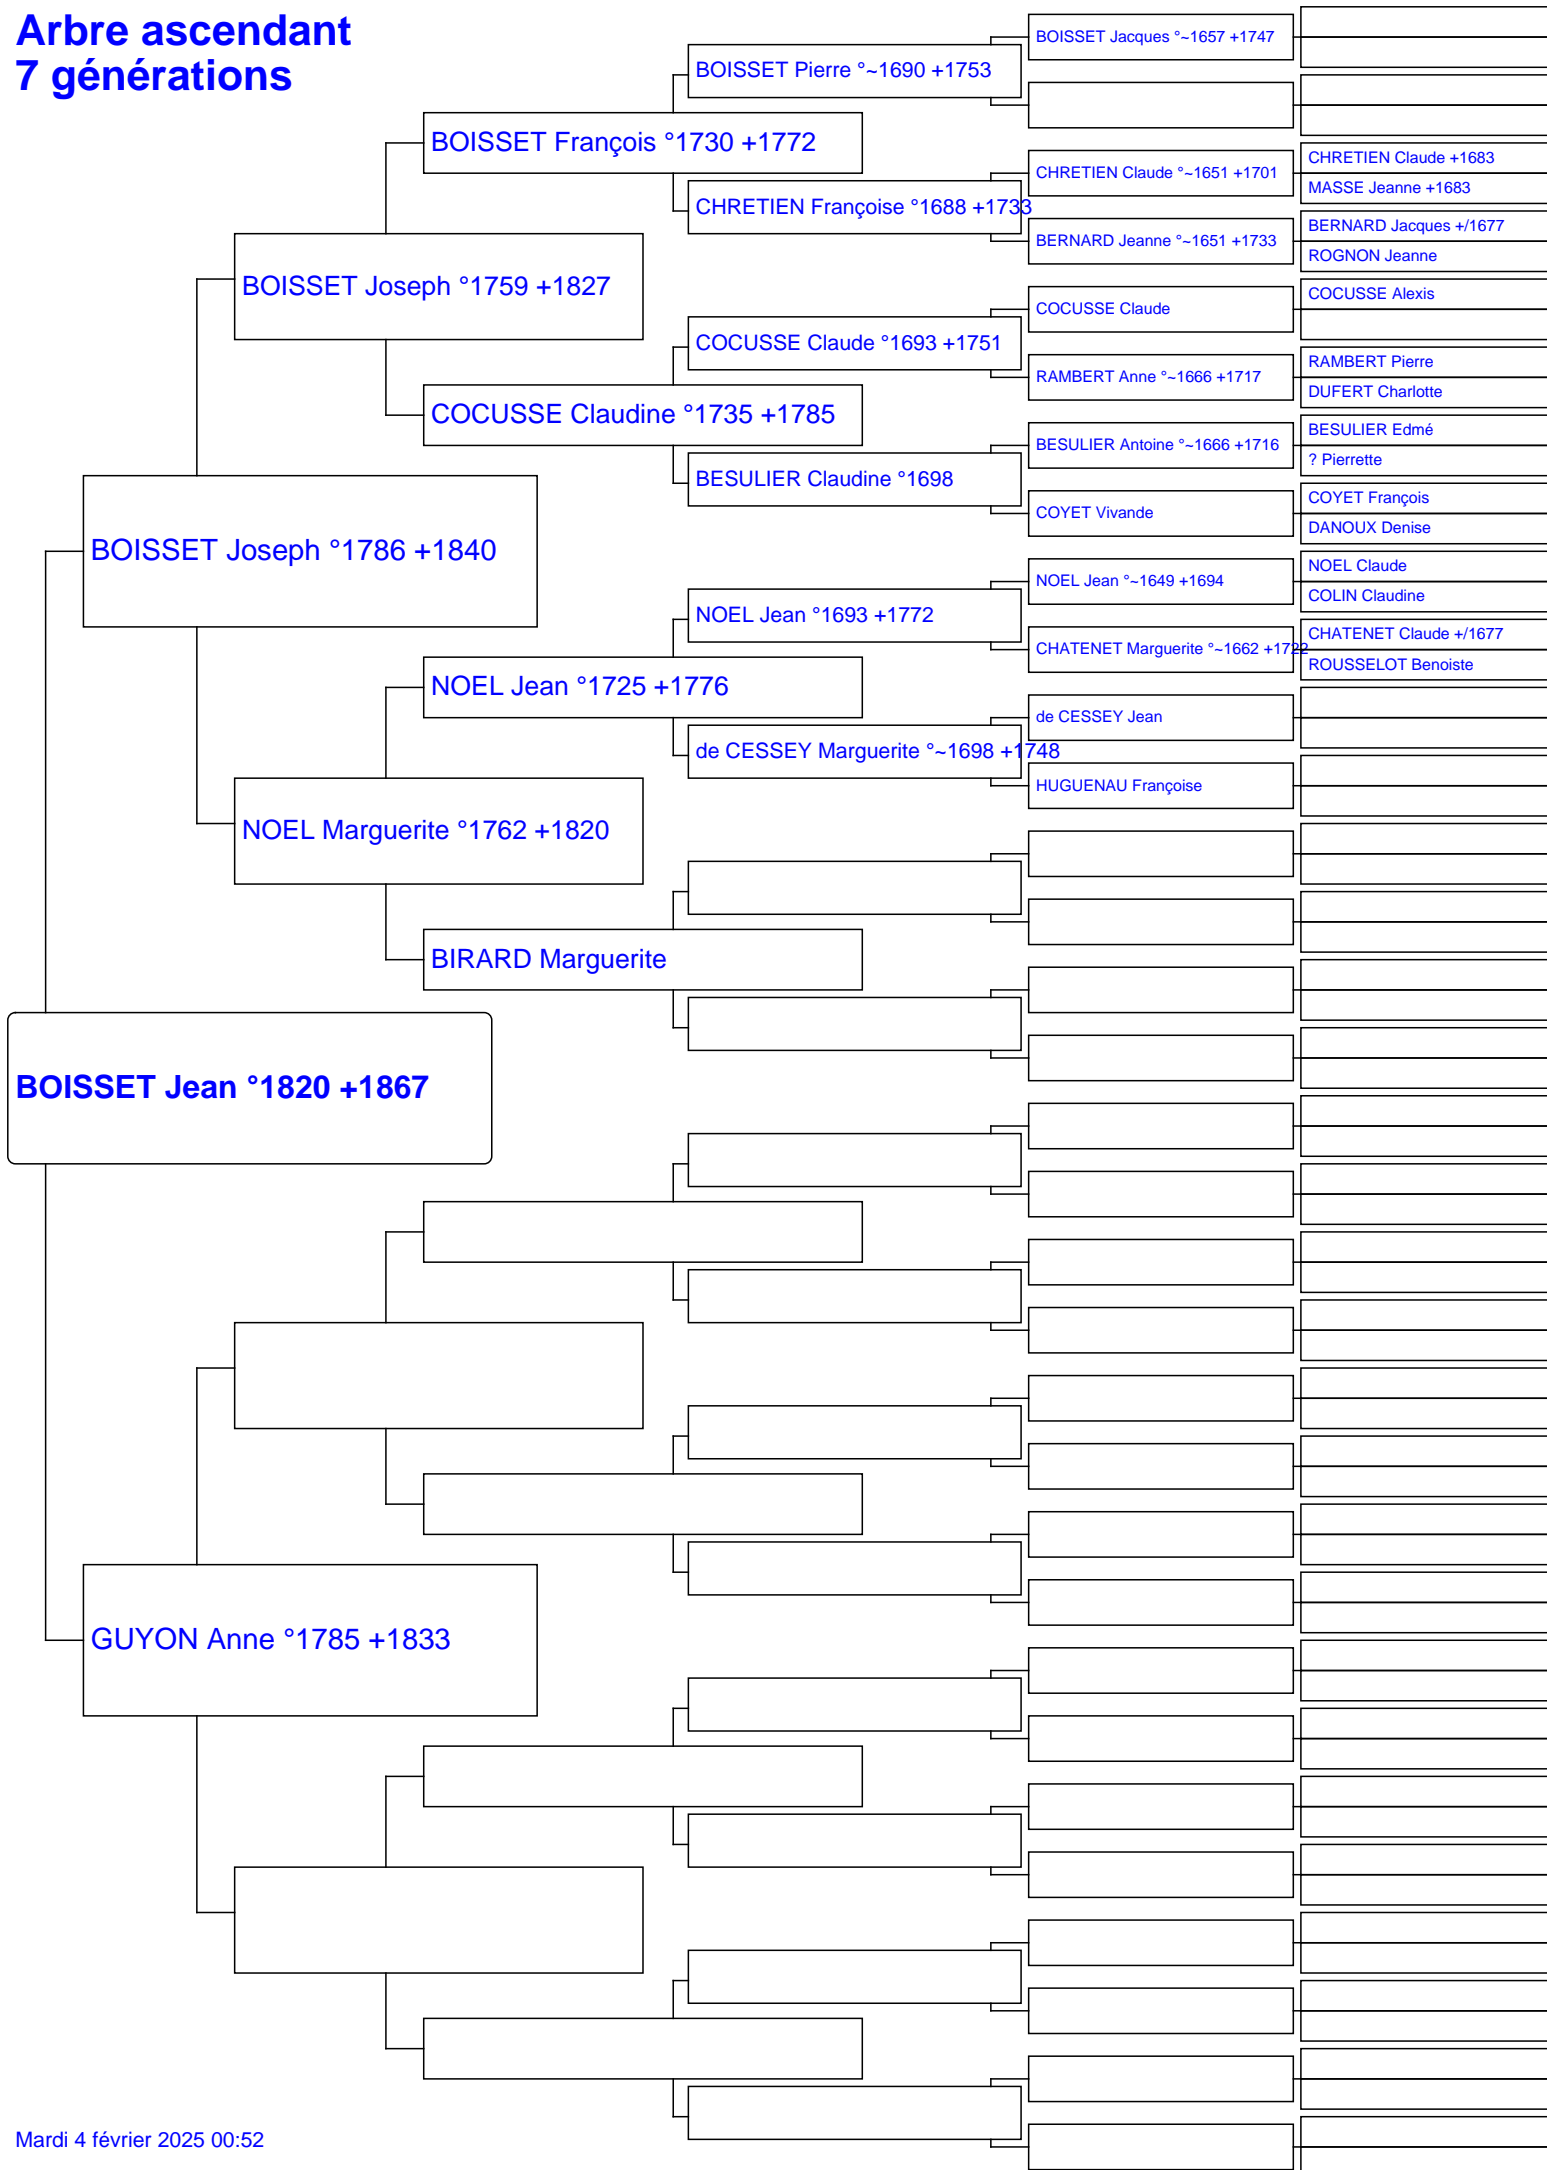 Arbre ascendant
7 générations
BOISSET Jacques °~1657 +1747
BOISSET Pierre °~1690 +1753
BOISSET François °1730 +1772
CHRETIEN Claude +1683
CHRETIEN Claude °~1651 +1701
MASSE Jeanne +1683
CHRETIEN Françoise °1688 +1733
BERNARD Jacques +/1677
BERNARD Jeanne °~1651 +1733
ROGNON Jeanne
BOISSET Joseph °1759 +1827
COCUSSE Alexis
COCUSSE Claude
COCUSSE Claude °1693 +1751
RAMBERT Pierre
RAMBERT Anne °~1666 +1717
DUFERT Charlotte
COCUSSE Claudine °1735 +1785
BESULIER Edmé
BESULIER Antoine °~1666 +1716
? Pierrette
BESULIER Claudine °1698
COYET François
COYET Vivande
DANOUX Denise
BOISSET Joseph °1786 +1840
NOEL Claude
NOEL Jean °~1649 +1694
COLIN Claudine
NOEL Jean °1693 +1772
CHATENET Claude +/1677
CHATENET Marguerite °~1662 +1722
ROUSSELOT Benoiste
NOEL Jean °1725 +1776
de CESSEY Jean
de CESSEY Marguerite °~1698 +1748
HUGUENAU Françoise
NOEL Marguerite °1762 +1820
BIRARD Marguerite
BOISSET Jean °1820 +1867
GUYON Anne °1785 +1833
Mardi 4 février 2025 00:52